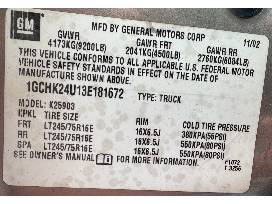 GM
MFD BY GENERAL MOTORS CORP
11/02
GVWR GAWR FRT GAWR RR
4173KG(9200LB) 2041KG(4500LB) 2760KG(6084LB)
THIS VEHICLE CONFORMS TO ALL APPLICABLE U.S. FEDERAL MOTOR
VEHICLE SAFETY STANDARDS IN EFFECT ON THE DATE OF
MANUFACTURE SHOWN ABOVE.
1GCHK24U13E181672 TYPE: TRUCK
MODEL: K25903
TIRE SIZE RIM COLD TIRE PRESSURE
FRT LT245/75R16E 16X6.5J 380KPA(55PSI)
RR LT245/75R16E 16X6.5J 550KPA(80PSI)
SPA LT245/75R16E 16X6.5J 550KPA(80PSI)
SEE OWNER'S MANUAL FOR MORE INFORMATION.